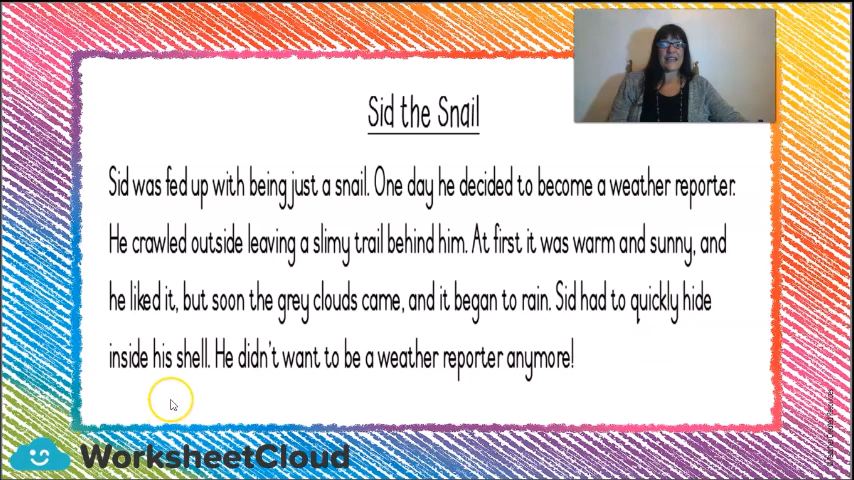 Sid the Snail
Sid was fed up with being just a snail. One day he decided to become a weather reporter.
He crawled outside leaving a slimy trail behind him. At first it was warm and sunny, and
he liked it, but soon the grey clouds came, and it began to rain. Sid had to quickly hide
inside his shell. He didn't want to be a weather reporter anymore!
WorksheetCloud